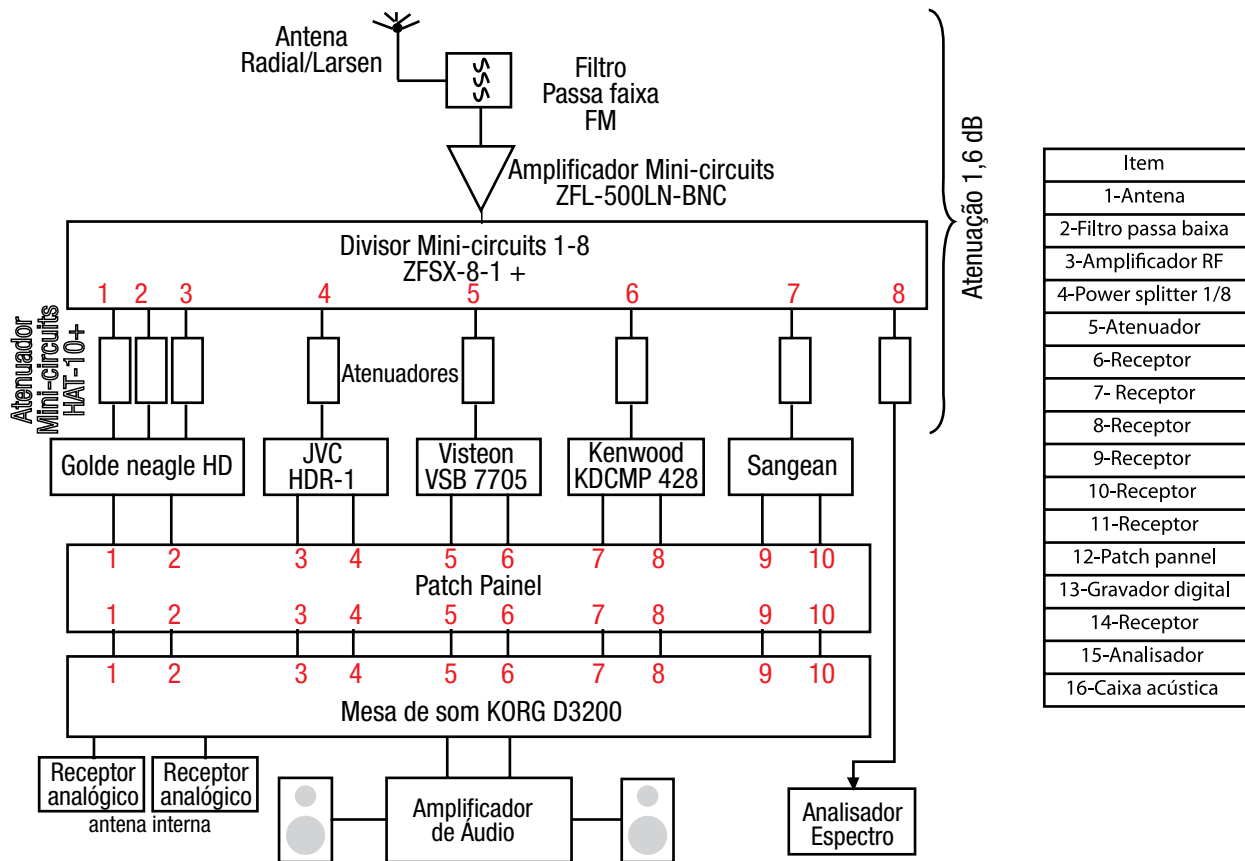 Antena
Radial/Larsen
Filtro
Passa faixa
FM
Amplificador Mini-circuits
ZFL-500LN-BNC
Atenuação 1,6 dB
Divisor Mini-circuits 1-8
ZFSX-8-1 +
1 2 3 4 5 6 7 8
Atenuador
Mini-circuits
HAT-10+
Atenuadores
Golde neagle HD
JVC
HDR-1
Visteon
VSB 7705
Kenwood
KDCMP 428
Sangean
1 2 3 4 5 6 7 8 9 10
Patch Painel
1 2 3 4 5 6 7 8 9 10
1 2 3 4 5 6 7 8 9 10
Mesa de som KORG D3200
Receptor
analógico
Receptor
analógico
antena interna
Amplificador
de Áudio
Analisador
Espectro
Item
1-Antena
2-Filtro passa baixa
3-Amplificador RF
4-Power splitter 1/8
5-Atenuador
6-Receptor
7- Receptor
8-Receptor
9-Receptor
10-Receptor
11-Receptor
12-Patch pannel
13-Gravador digital
14-Receptor
15-Analisador
16-Caixa acústica